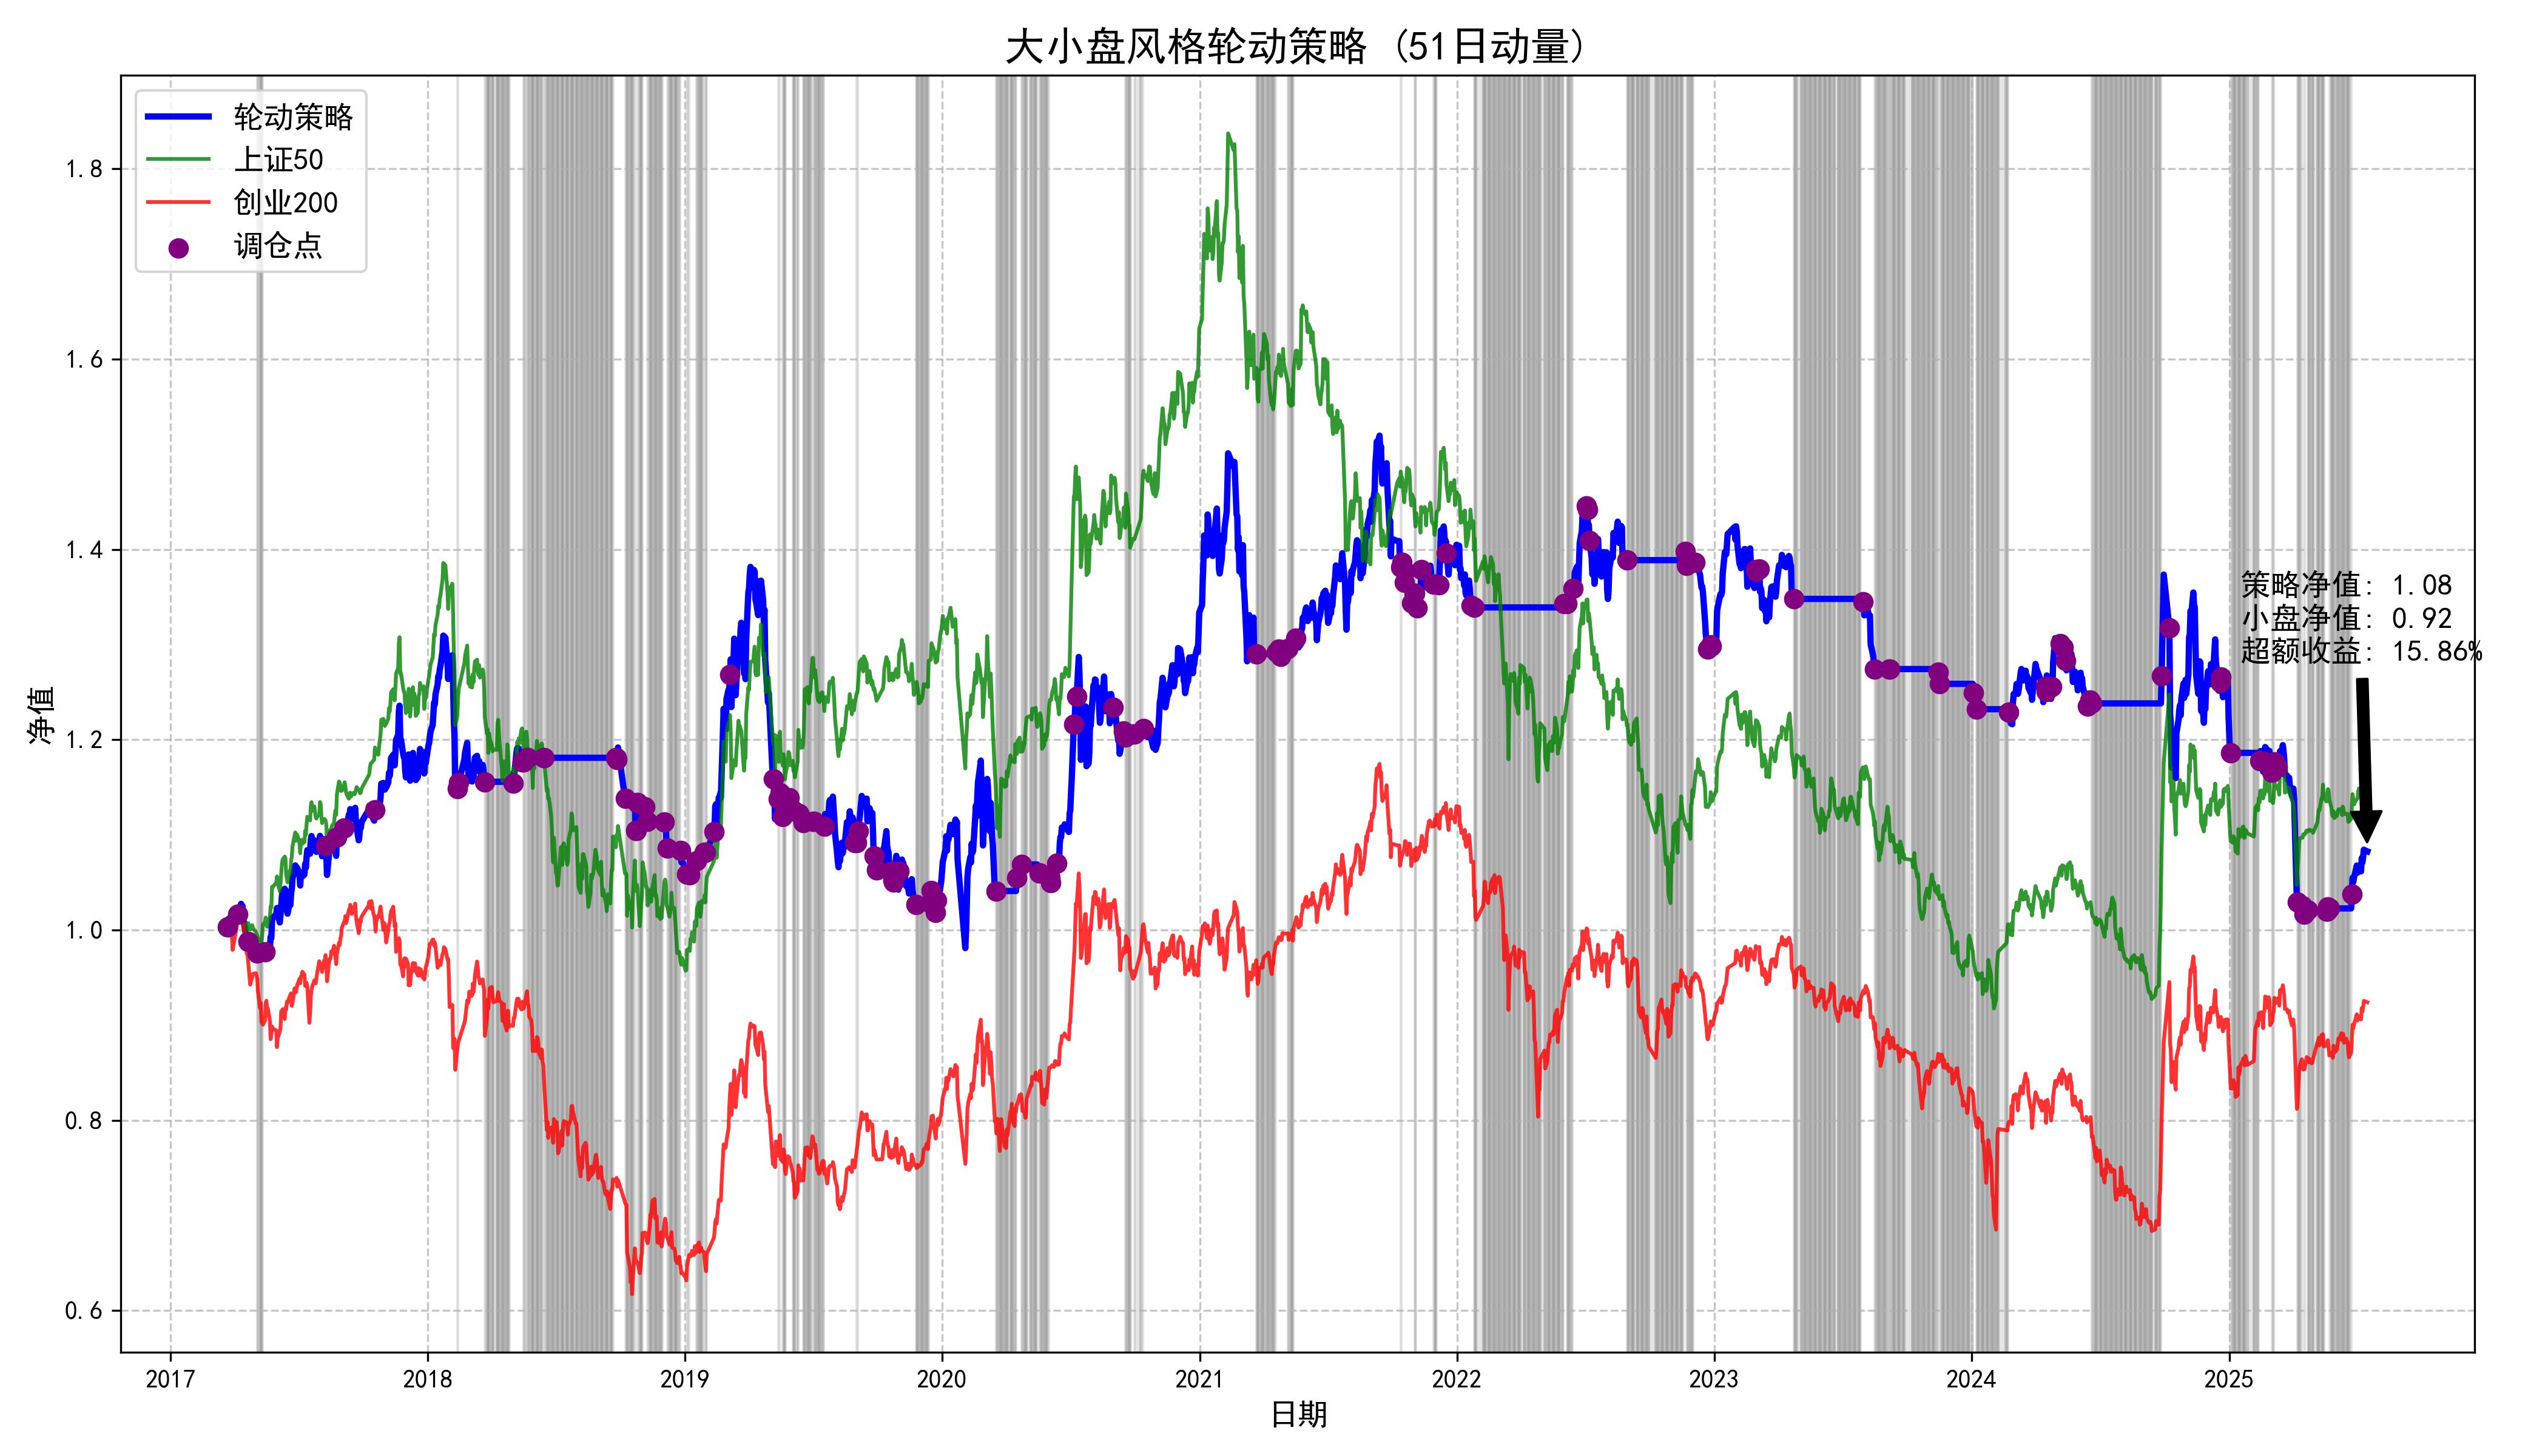 大小盘风格轮动策略 (51日动量)
轮动策略
上证50
创业200
调仓点
净值
1.8
1.6
1.4
1.2
1.0
0.8
0.6
策略净值: 1.08
小盘净值: 0.92
超额收益: 15.86%
2017
2018
2019
2020
2021
2022
2023
2024
2025
日期